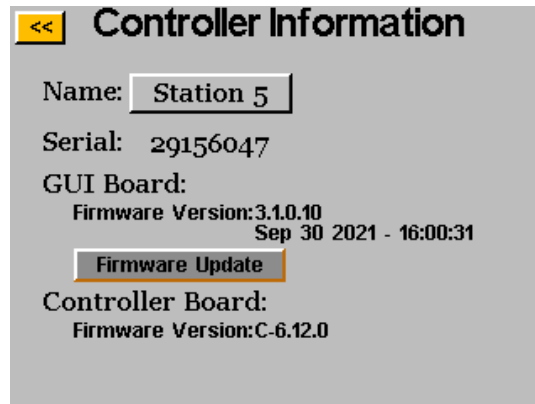 << Controller Information
Name: Station 5
Serial: 29156047
GUI Board:
Firmware Version:3.1.0.10
Sep 30 2021 - 16:00:31
Firmware Update
Controller Board:
Firmware Version:C-6.12.0